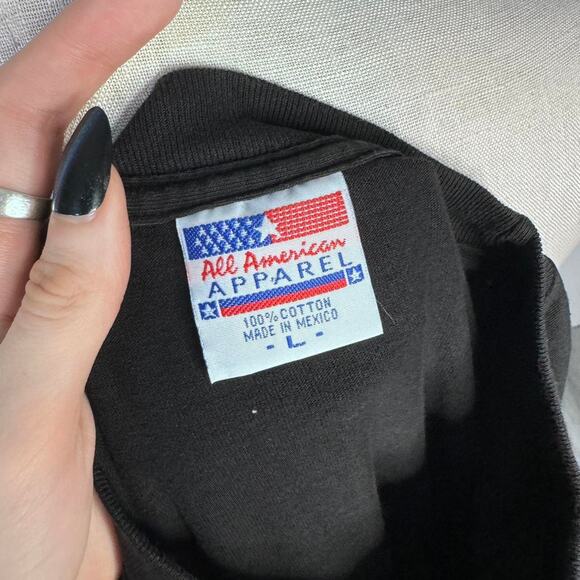 All American
APPAREL
100% COTTON
MADE IN MEXICO
- L -